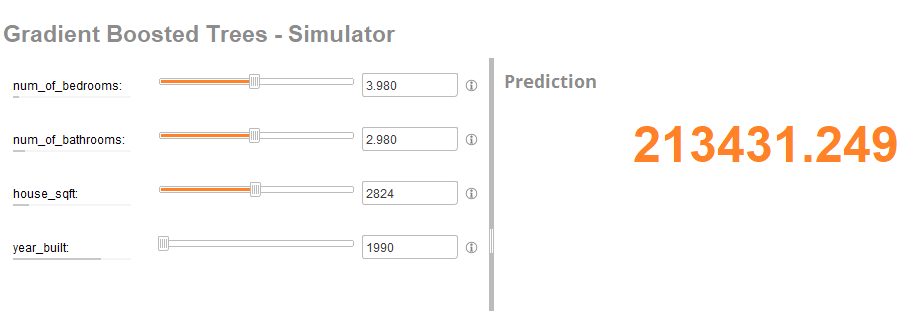 Gradient Boosted Trees - Simulator
num_of_bedrooms: 3.980
num_of_bathrooms: 2.980
house_sqft: 2824
year_built: 1990
Prediction
213431.249